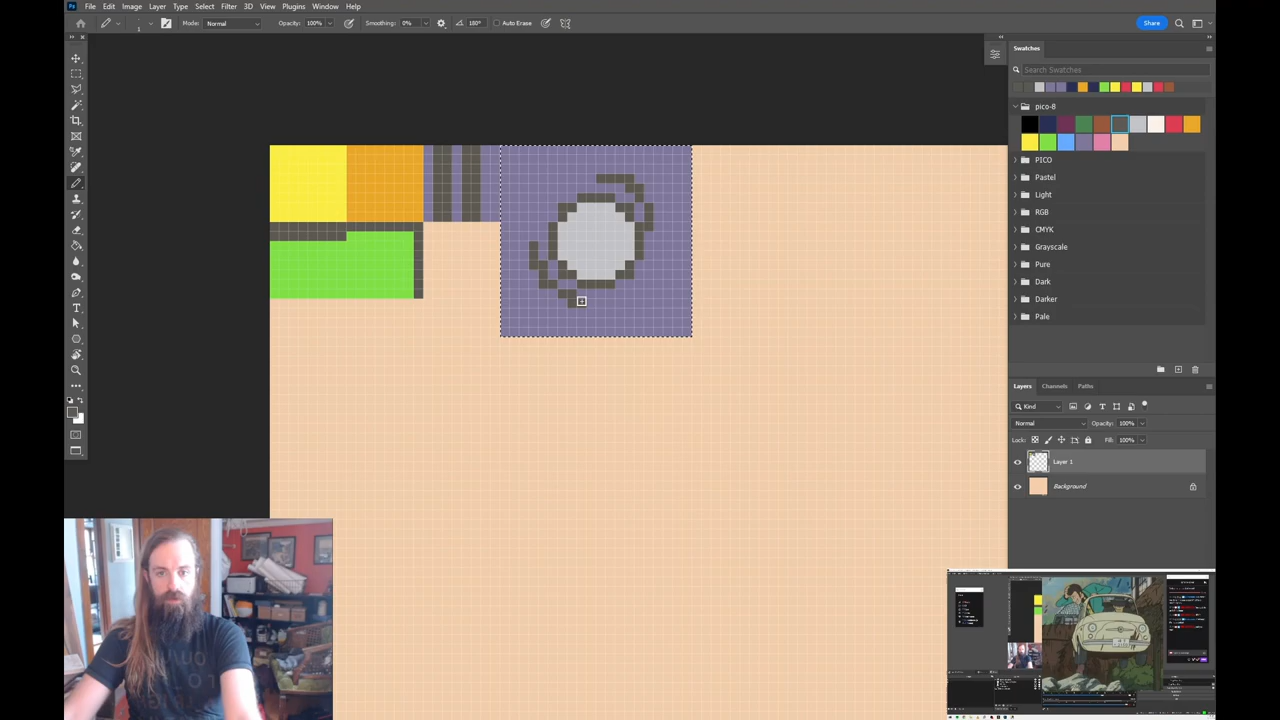 File Edit Image Layer Type Select Filter 3D View Plugins Window Help
1 Mode: Normal Opacity: 100% Smoothing: 0% 180° Auto Erase Share
Swatches
Search Swatches
pico-8
PICO
Pastel
Light
RGB
CMYK
Grayscale
Pure
Dark
Darker
Pale
Layers Channels Paths
Kind
Normal Opacity: 100%
Lock: Fill: 100%
Layer 1
Background